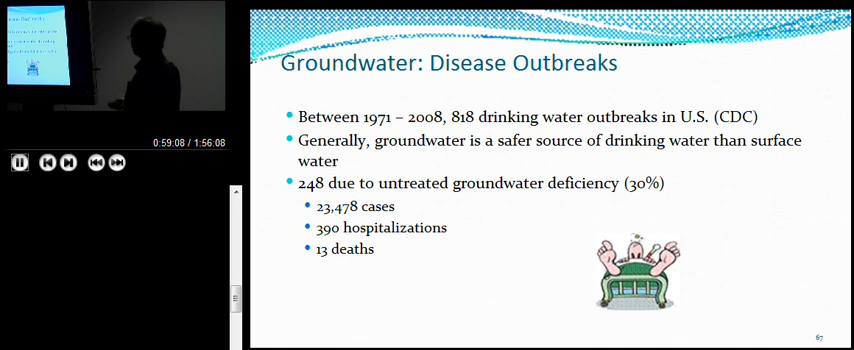 0:59:08 / 1:56:08
Groundwater: Disease Outbreaks
Between 1971 – 2008, 818 drinking water outbreaks in U.S. (CDC)
Generally, groundwater is a safer source of drinking water than surface
water
248 due to untreated groundwater deficiency (30%)
23,478 cases
390 hospitalizations
13 deaths
67